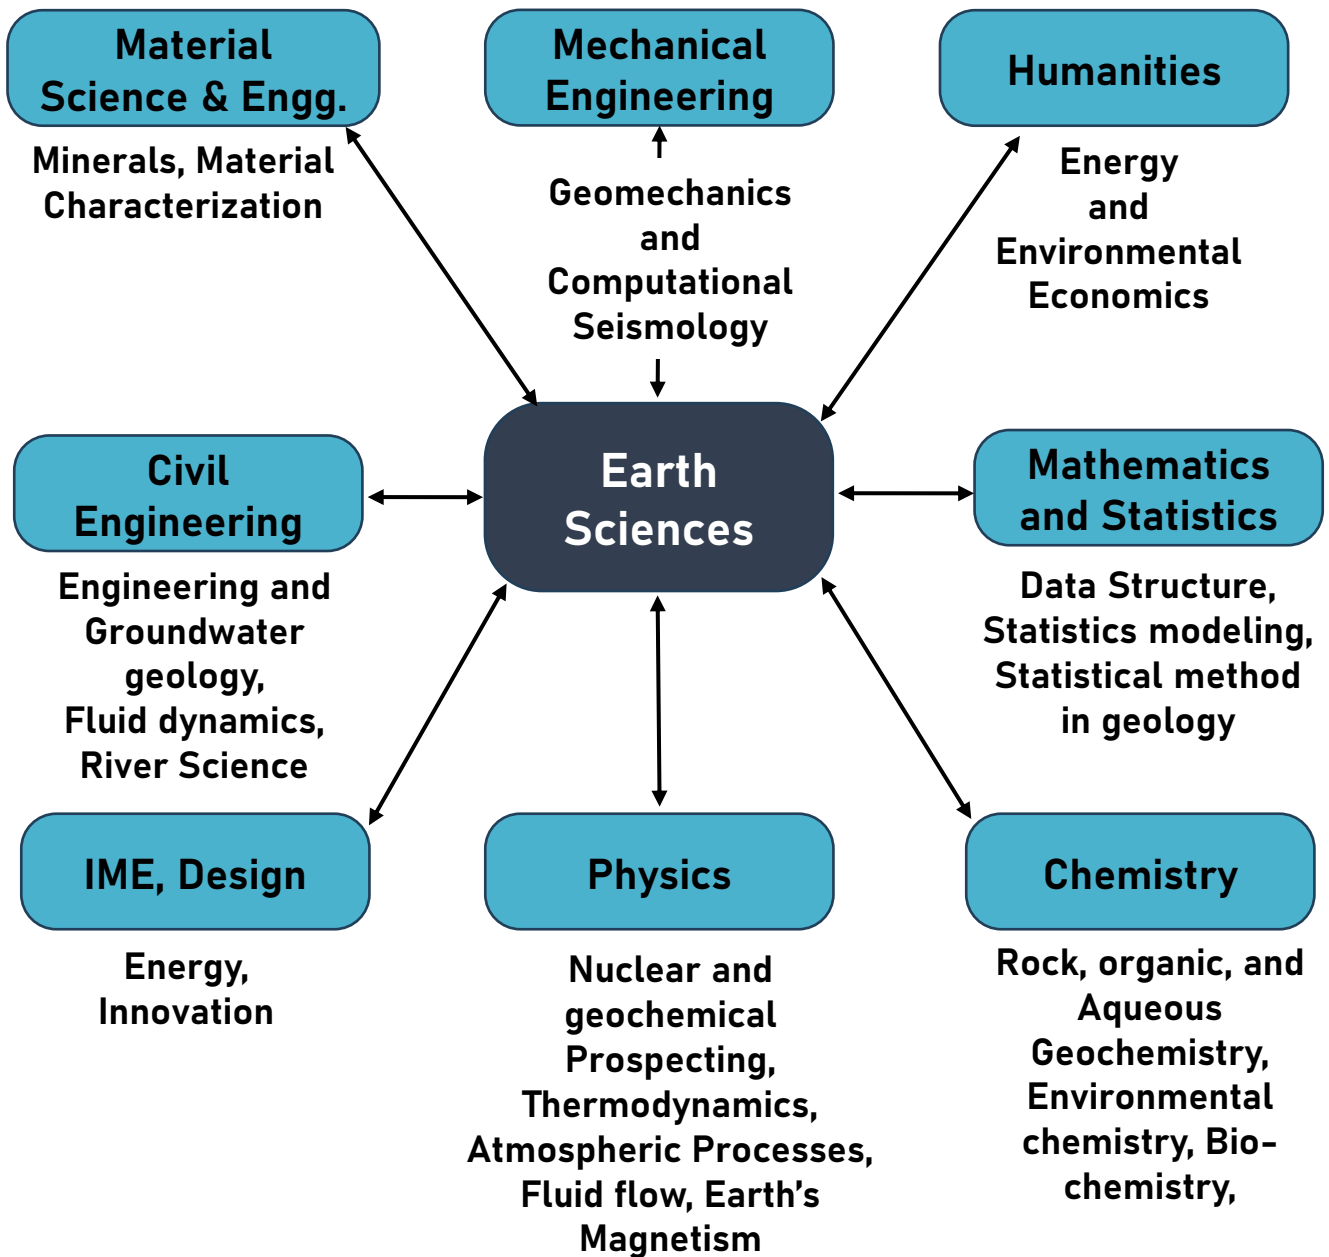 Material
Science & Engg.
Minerals, Material
Characterization
Mechanical
Engineering
Geomechanics
and
Computational
Seismology
Humanities
Energy
and
Environmental
Economics
Civil
Engineering
Engineering and
Groundwater
geology,
Fluid dynamics,
River Science
Earth
Sciences
Mathematics
and Statistics
Data Structure,
Statistics modeling,
Statistical method
in geology
IME, Design
Energy,
Innovation
Physics
Nuclear and
geochemical
Prospecting,
Thermodynamics,
Atmospheric Processes,
Fluid flow, Earth’s
Magnetism
Chemistry
Rock, organic, and
Aqueous
Geochemistry,
Environmental
chemistry, Bio-
chemistry,